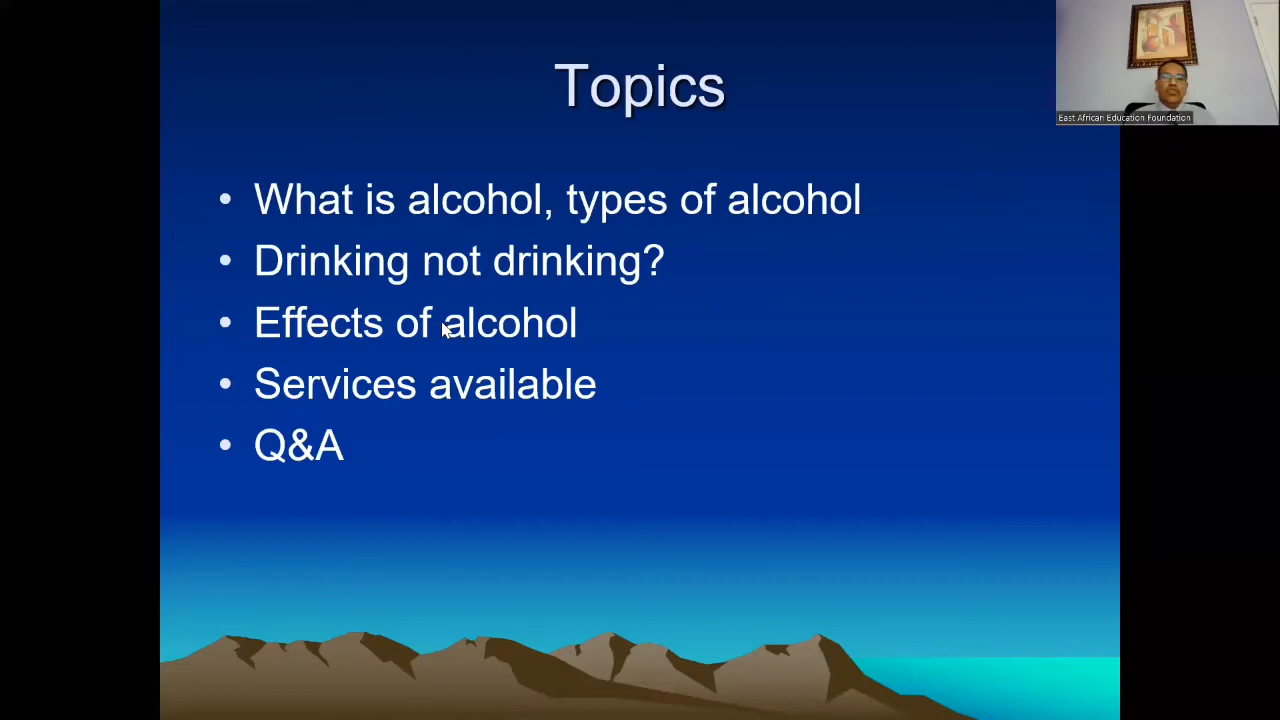 Topics
East African Education Foundation
• What is alcohol, types of alcohol
• Drinking not drinking?
• Effects of alcohol
• Services available
• Q&A